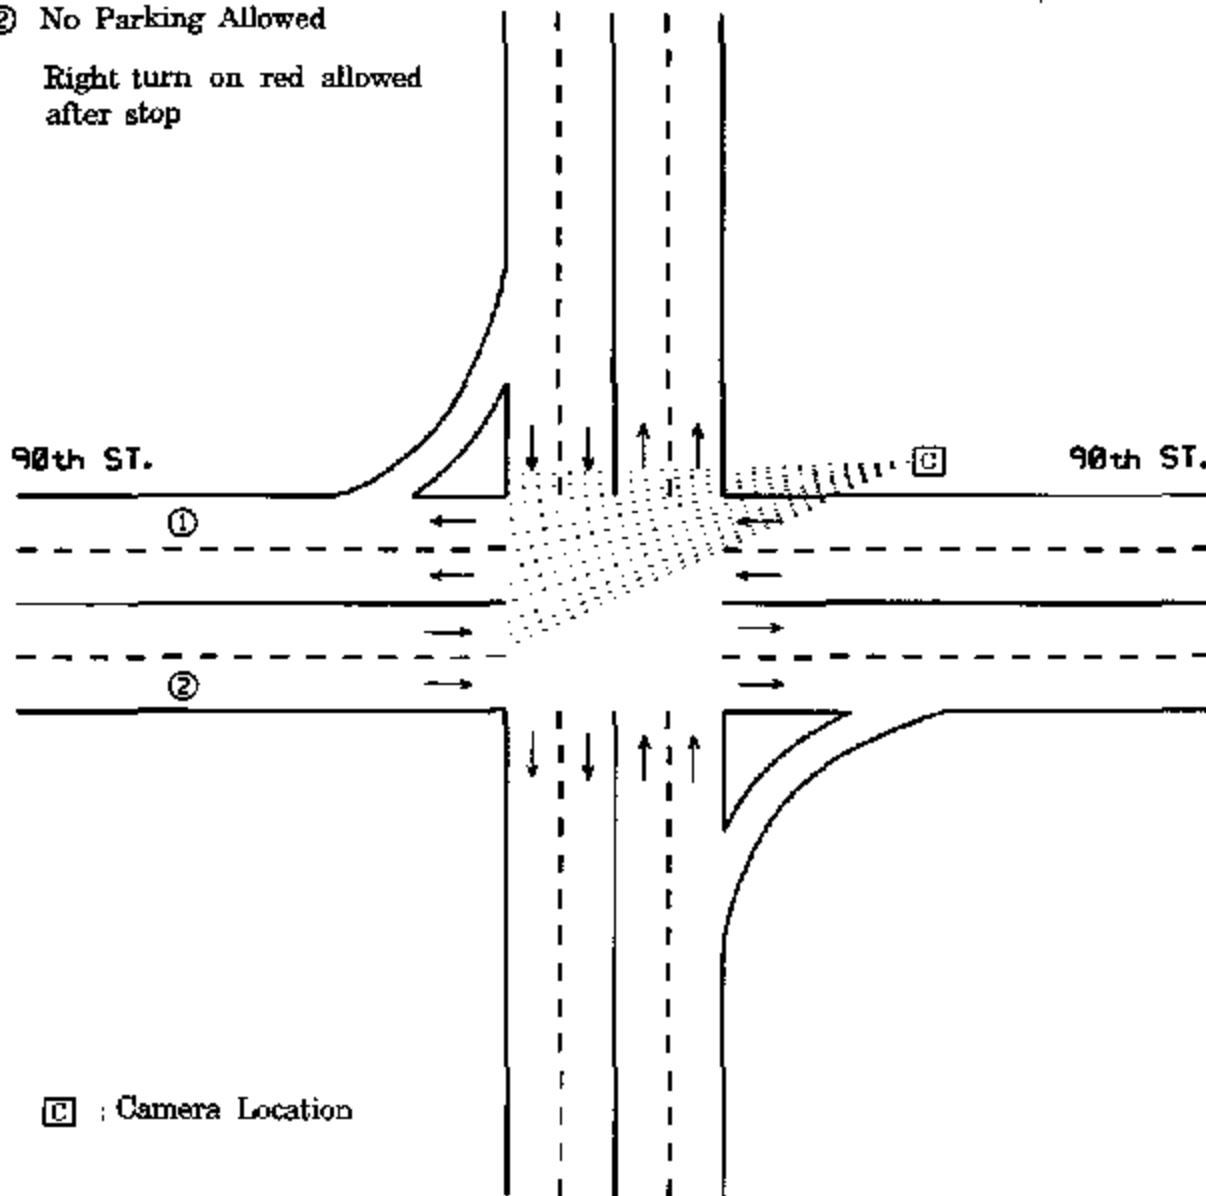 ② No Parking Allowed
Right turn on red allowed
after stop
90th ST.
C
90th ST.
①
②
C : Camera Location